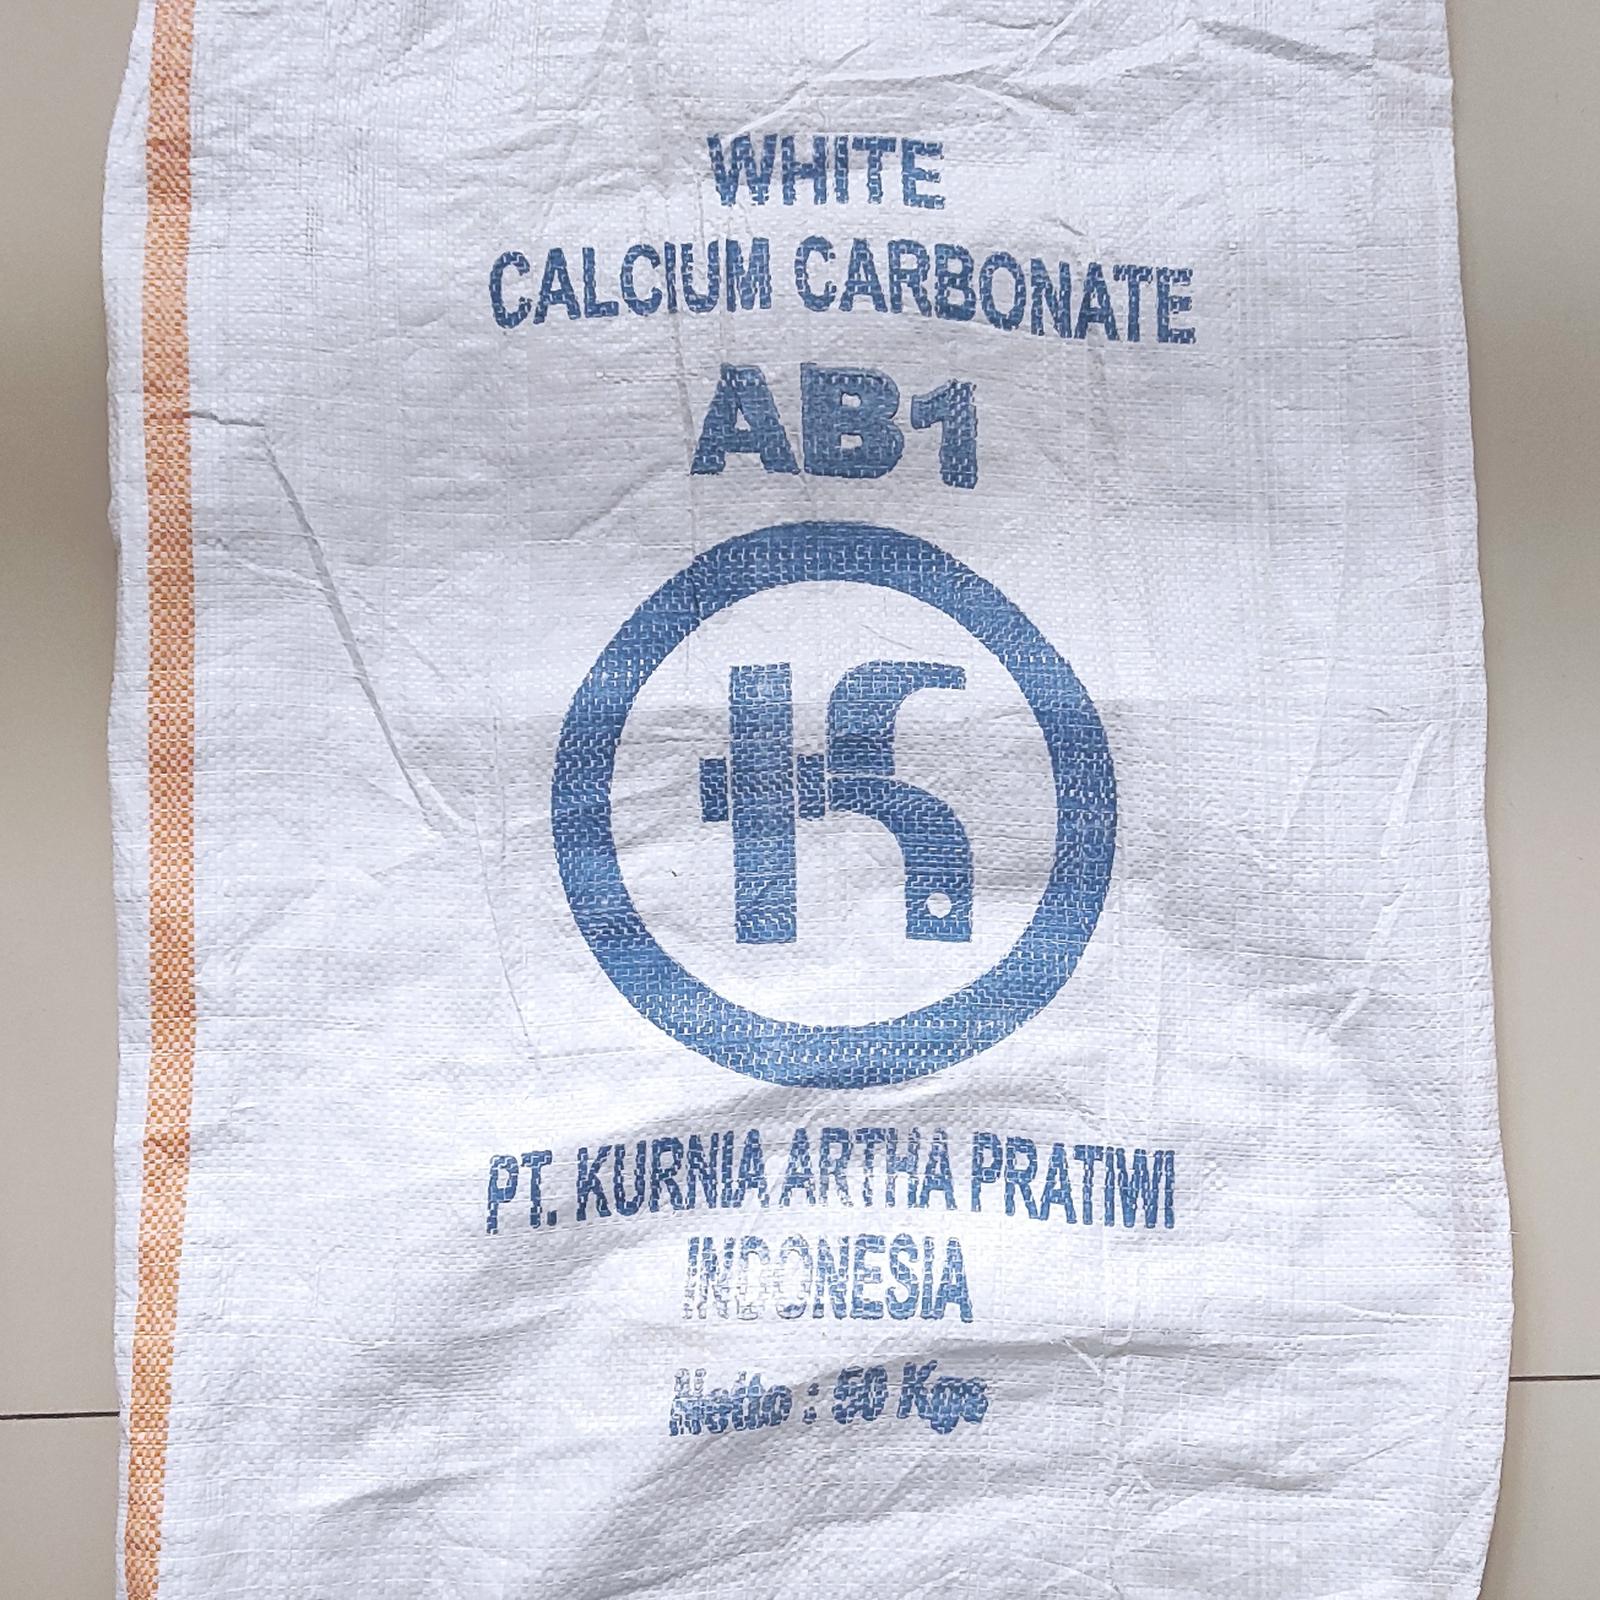 WHITE
CALCIUM CARBONATE
AB1
K
PT. KURNIA ARTHA PRATIWI
INDONESIA
Netto : 50 Kgs